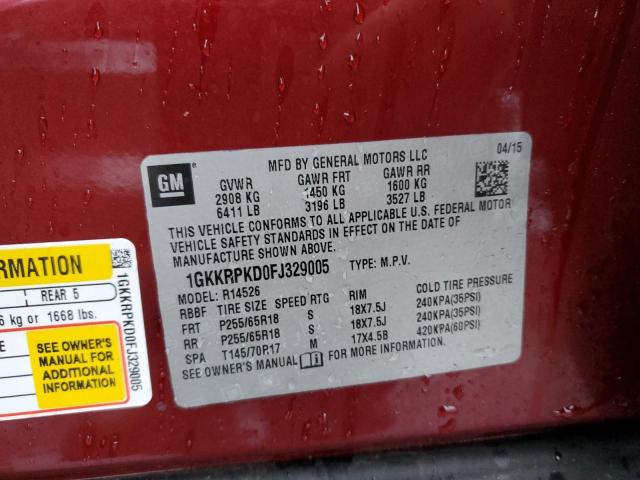 GM
MFD BY GENERAL MOTORS LLC
04/15
GVWR GAWR FRT GAWR RR
2908 KG 1450 KG 1600 KG
6411 LB 3196 LB 3527 LB
THIS VEHICLE CONFORMS TO ALL APPLICABLE U.S. FEDERAL MOTOR
VEHICLE SAFETY STANDARDS IN EFFECT ON THE DATE OF
MANUFACTURE SHOWN ABOVE.
1GKKRPKD0FJ329005 TYPE: M.P.V.
MODEL: R14526
RBBF TIRE SIZE SPEED RTG RIM COLD TIRE PRESSURE
FRT P255/65R18 S 18X7.5J 240KPA(35PSI)
RR P255/65R18 S 18X7.5J 240KPA(35PSI)
SPA T145/70R17 M 17X4.5B 420KPA(60PSI)
SEE OWNER'S MANUAL FOR MORE INFORMATION.
REAR 5
kg or 1668 lbs.
SEE OWNER'S
MANUAL FOR
ADDITIONAL
INFORMATION
1GKKRPKD0FJ329005